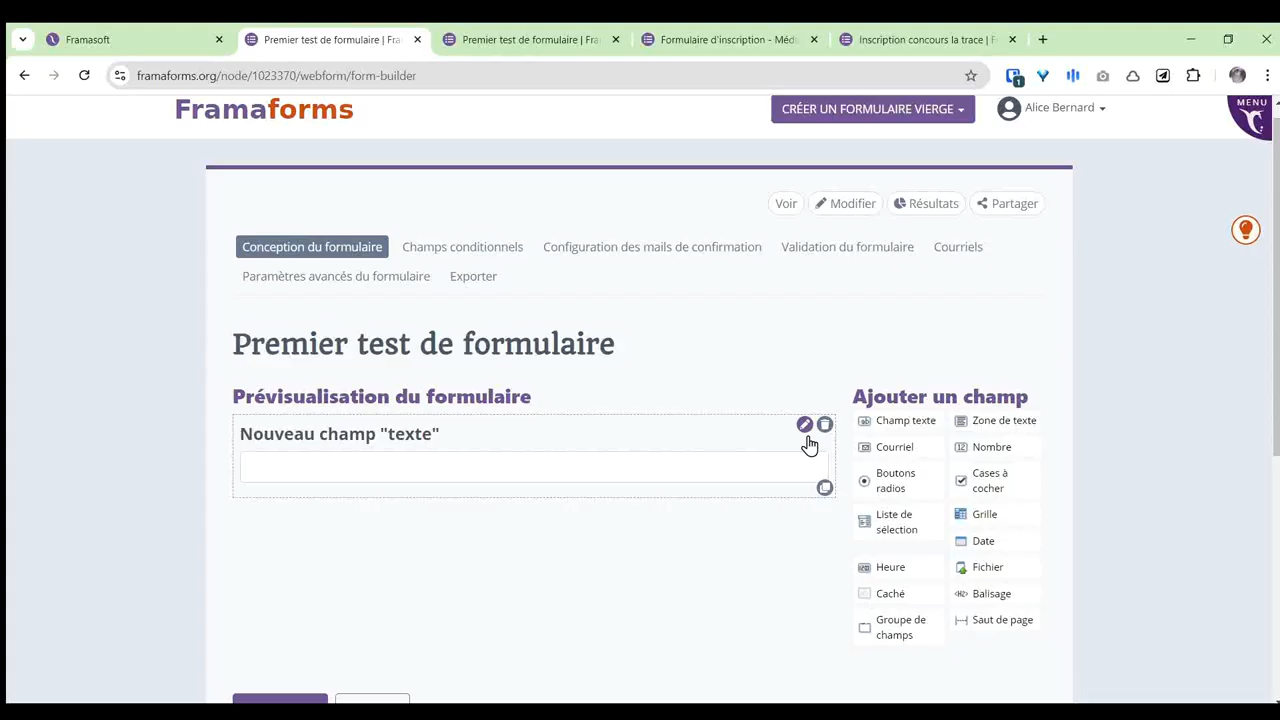 Framasoft
Premier test de formulaire | Fra
Premier test de formulaire | Fra
Formulaire d'inscription - Médi
Inscription concours la trace | F
framaforms.org/node/1023370/webform/form-builder
1
Framaforms
CRÉER UN FORMULAIRE VIERGE
Alice Bernard
MENU
Voir
Modifier
Résultats
Partager
Conception du formulaire
Champs conditionnels
Configuration des mails de confirmation
Validation du formulaire
Courriels
Paramètres avancés du formulaire
Exporter
Premier test de formulaire
Prévisualisation du formulaire
Nouveau champ "texte"
Ajouter un champ
Champ texte
Zone de texte
Courriel
Nombre
Boutons
radios
Cases à
cocher
Liste de
sélection
Grille
Date
Heure
Fichier
Caché
Balisage
Groupe de
champs
Saut de page